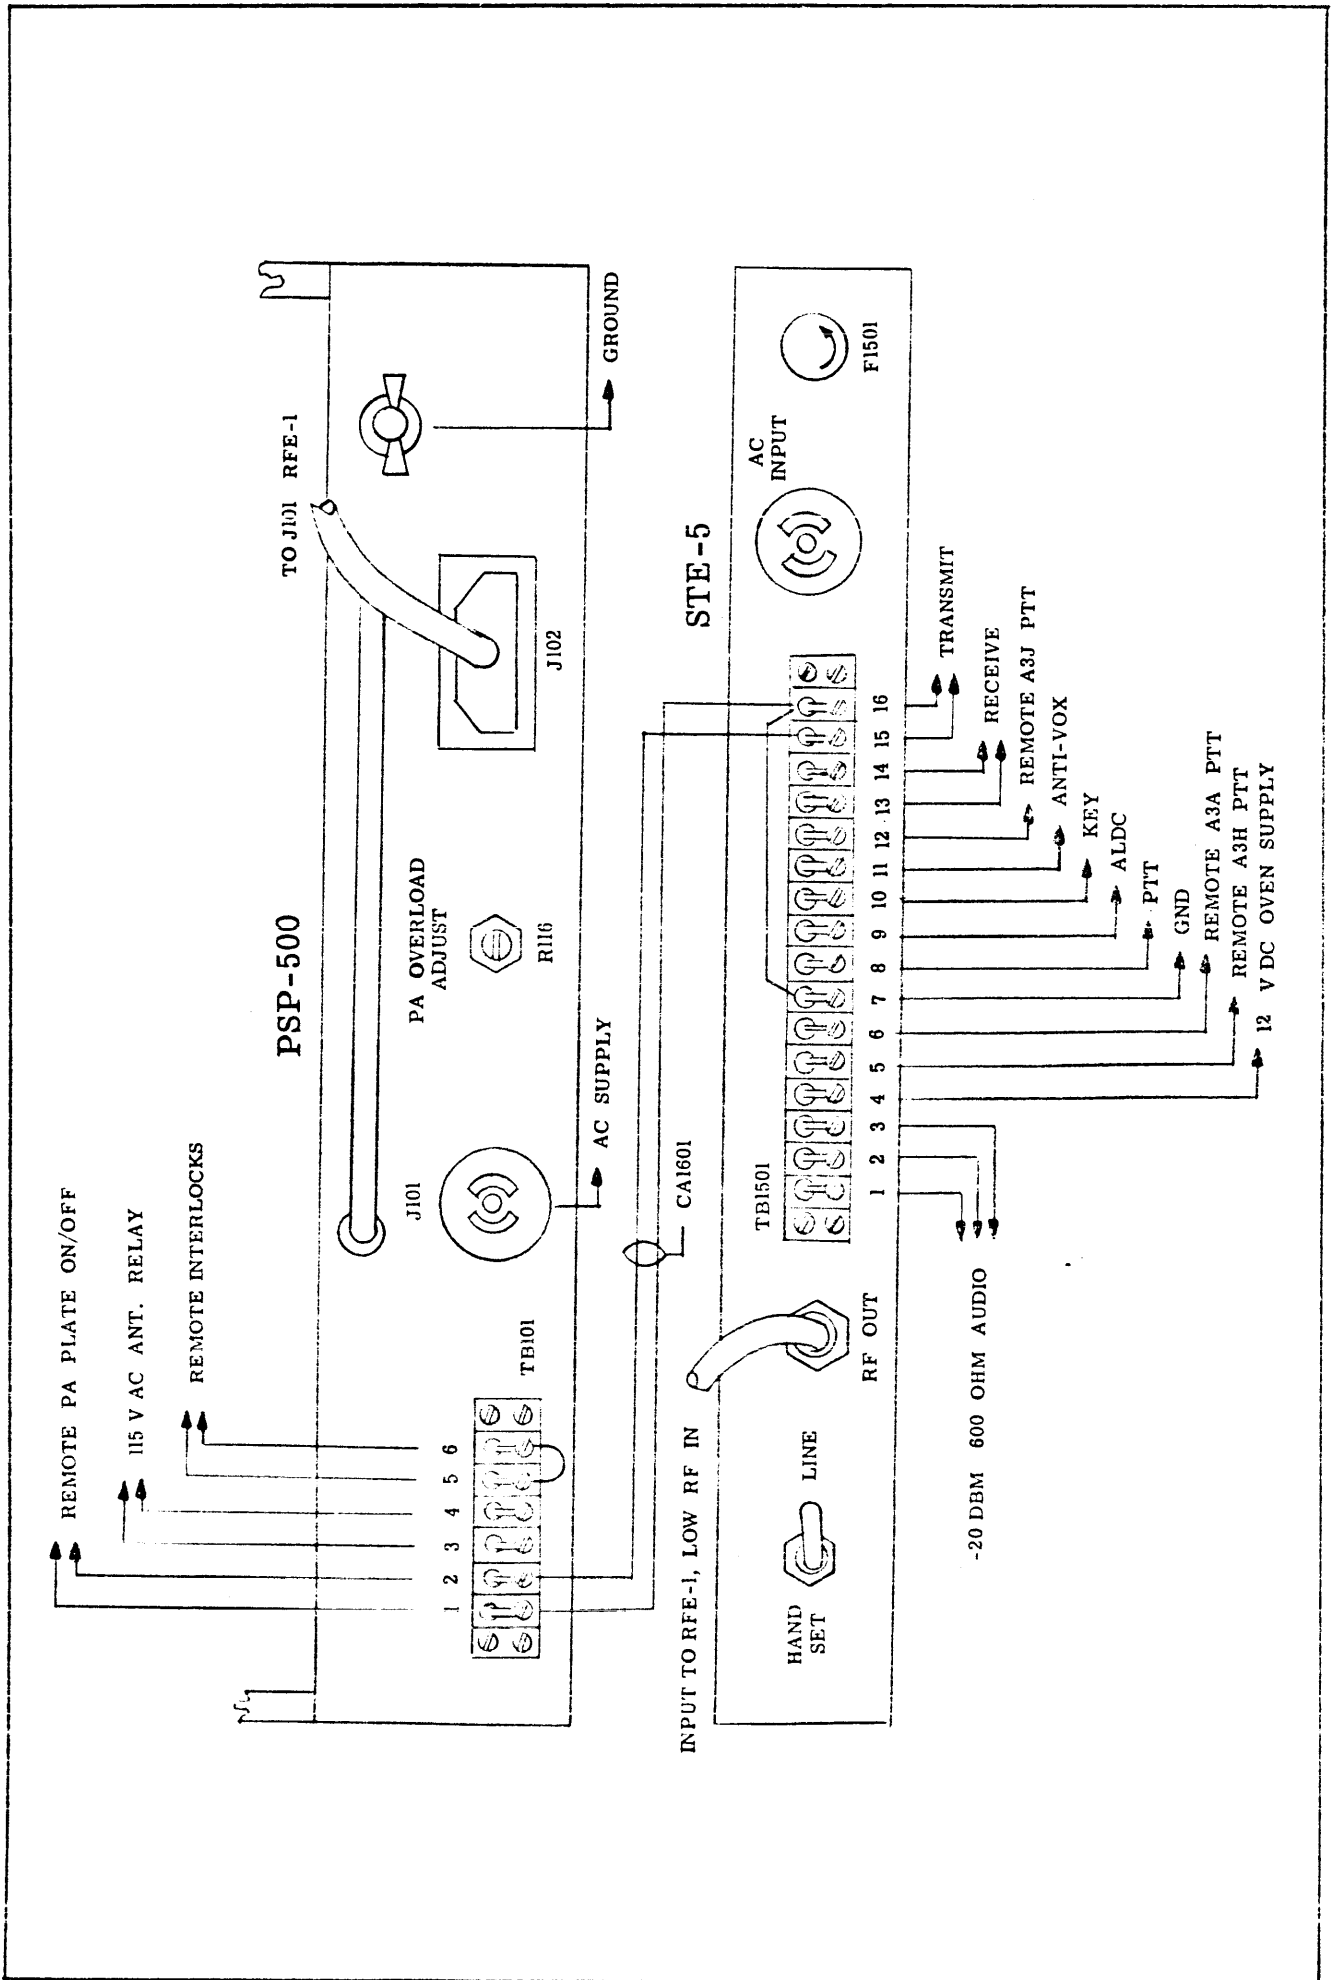 REMOTE PA PLATE ON/OFF
115 V AC ANT. RELAY
REMOTE INTERLOCKS
1 2 3 4 5 6
TB101
PSP-500
J101
AC SUPPLY
PA OVERLOAD
ADJUST
R116
TO J101 RFE-1
J102
GROUND
CA1601
INPUT TO RFE-1, LOW RF IN
STE-5
HAND
SET
LINE
RF OUT
TB1501
AC
INPUT
F1501
1 2 3 4 5 6 7 8 9 10 11 12 13 14 15 16
-20 DBM 600 OHM AUDIO
TRANSMIT
RECEIVE
REMOTE A3J PTT
ANTI-VOX
KEY
ALDC
PTT
GND
REMOTE A3A PTT
REMOTE A3H PTT
12 V DC OVEN SUPPLY